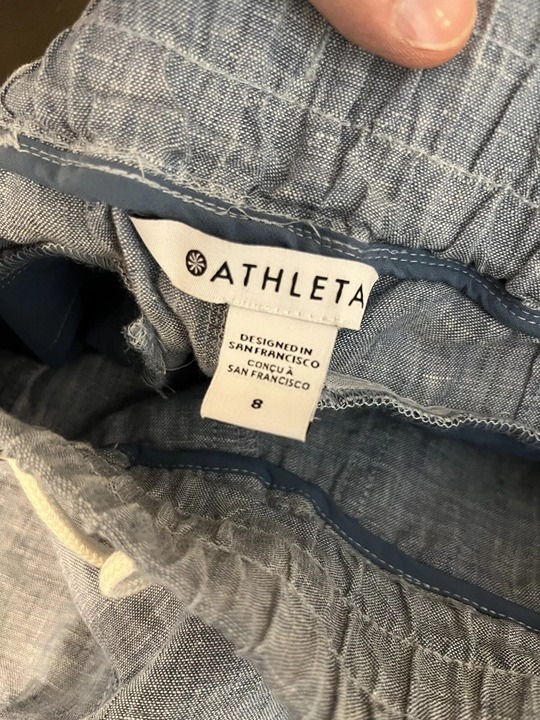 ATHLETA
DESIGNED IN
SAN FRANCISCO
CONÇU À
SAN FRANCISCO
8